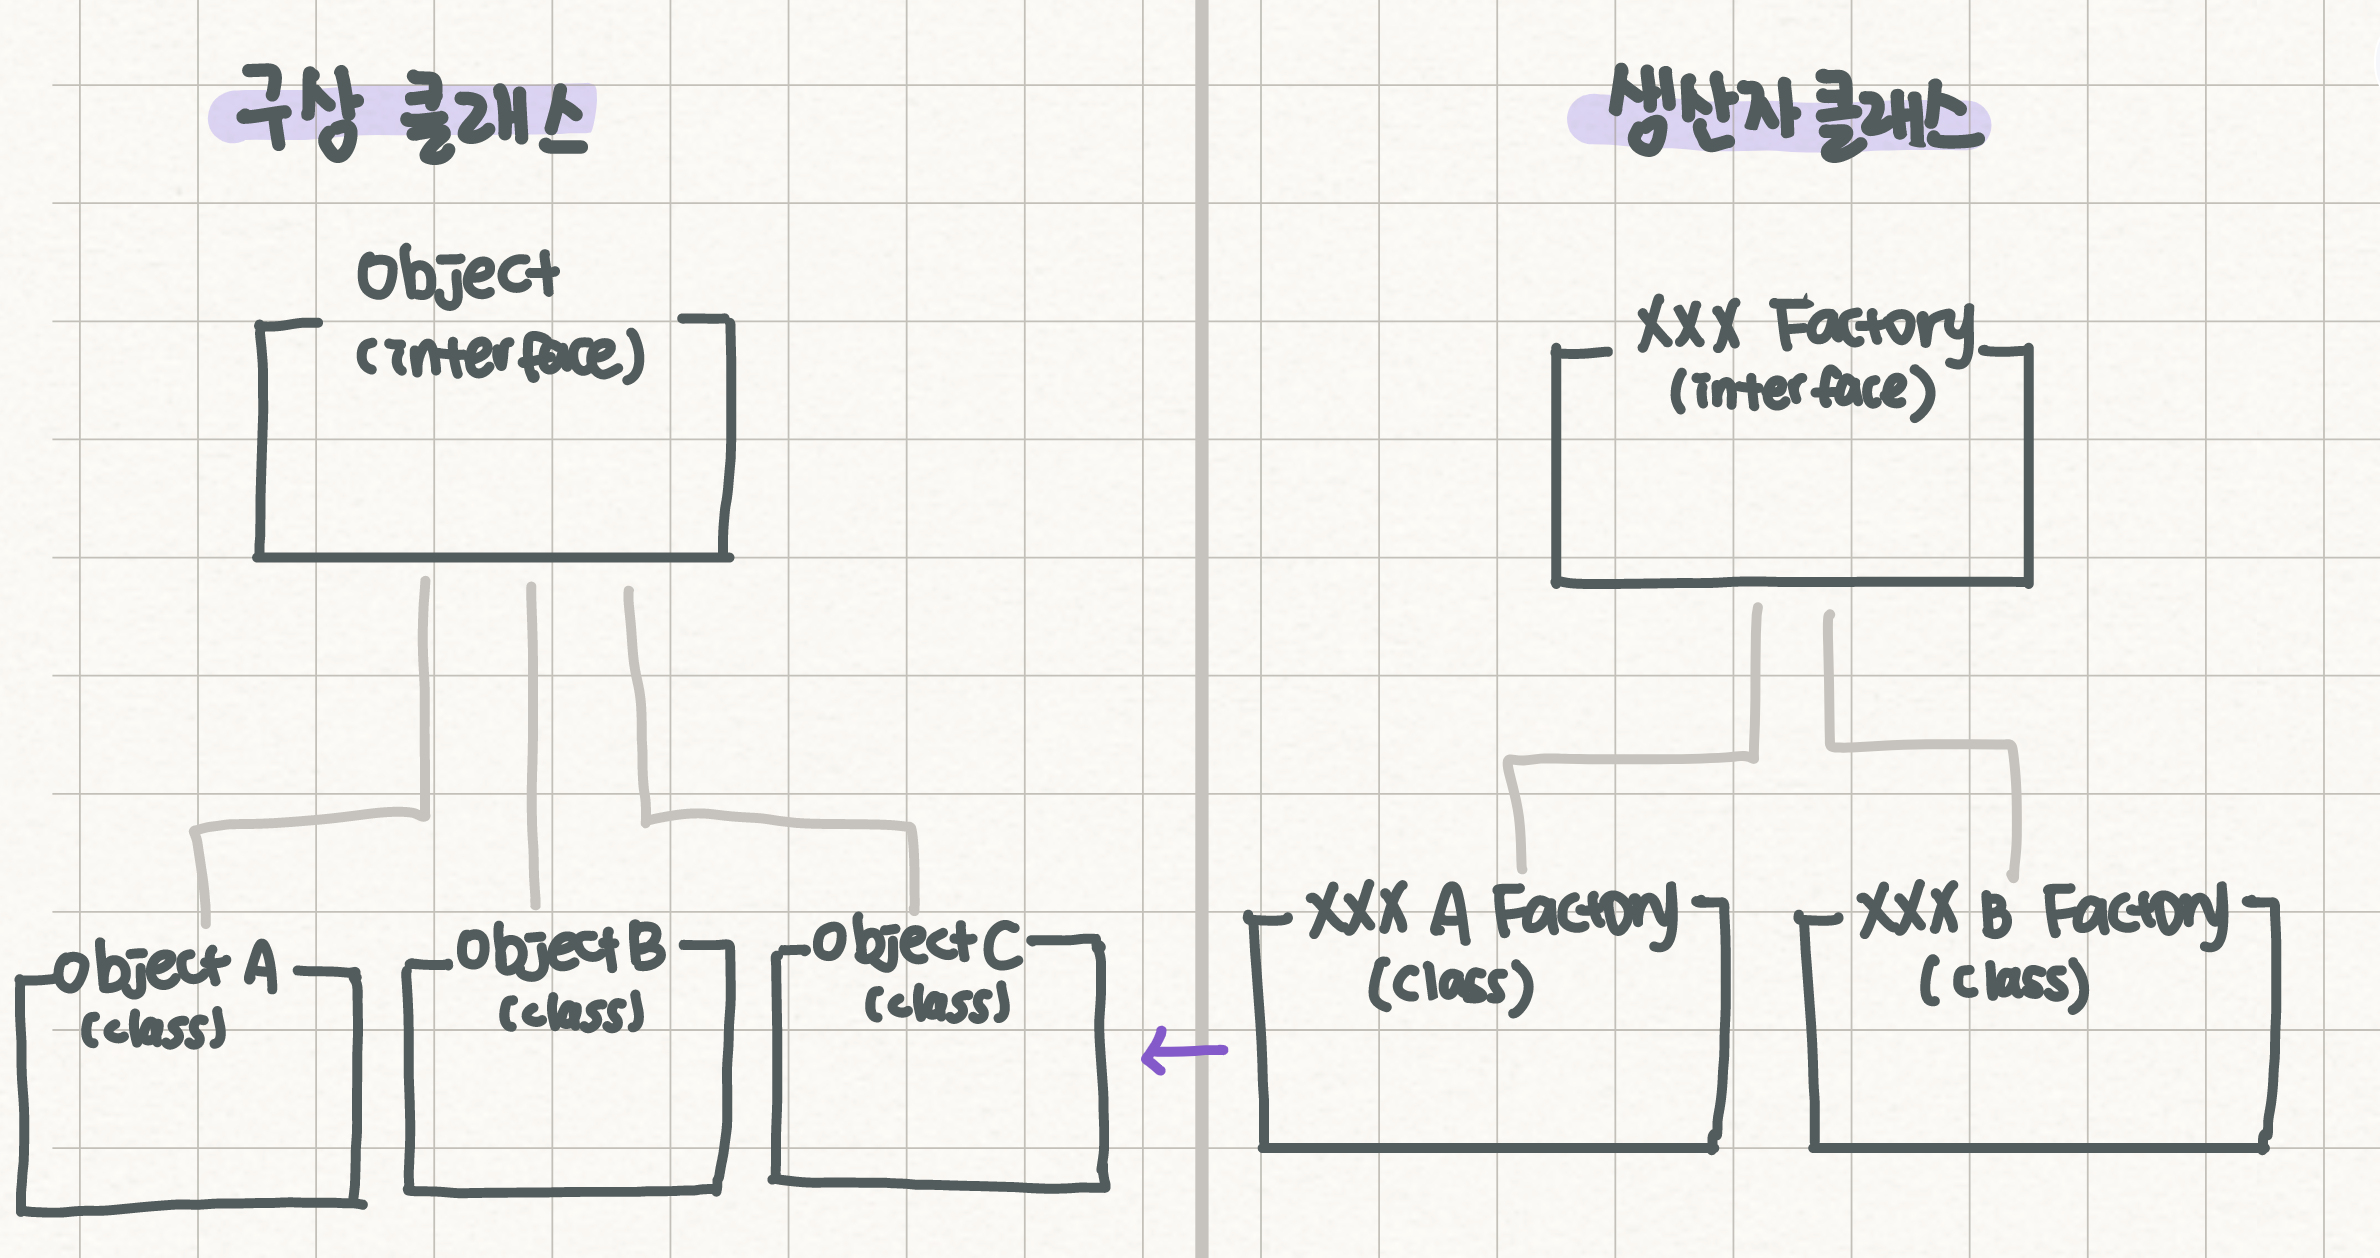 구상 클래스
Object
(interface)
Object A
(class)
Object B
(class)
Object C
(class)
생산자 클래스
XXX Factory
(interface)
XXX A Factory
(class)
XXX B Factory
(class)